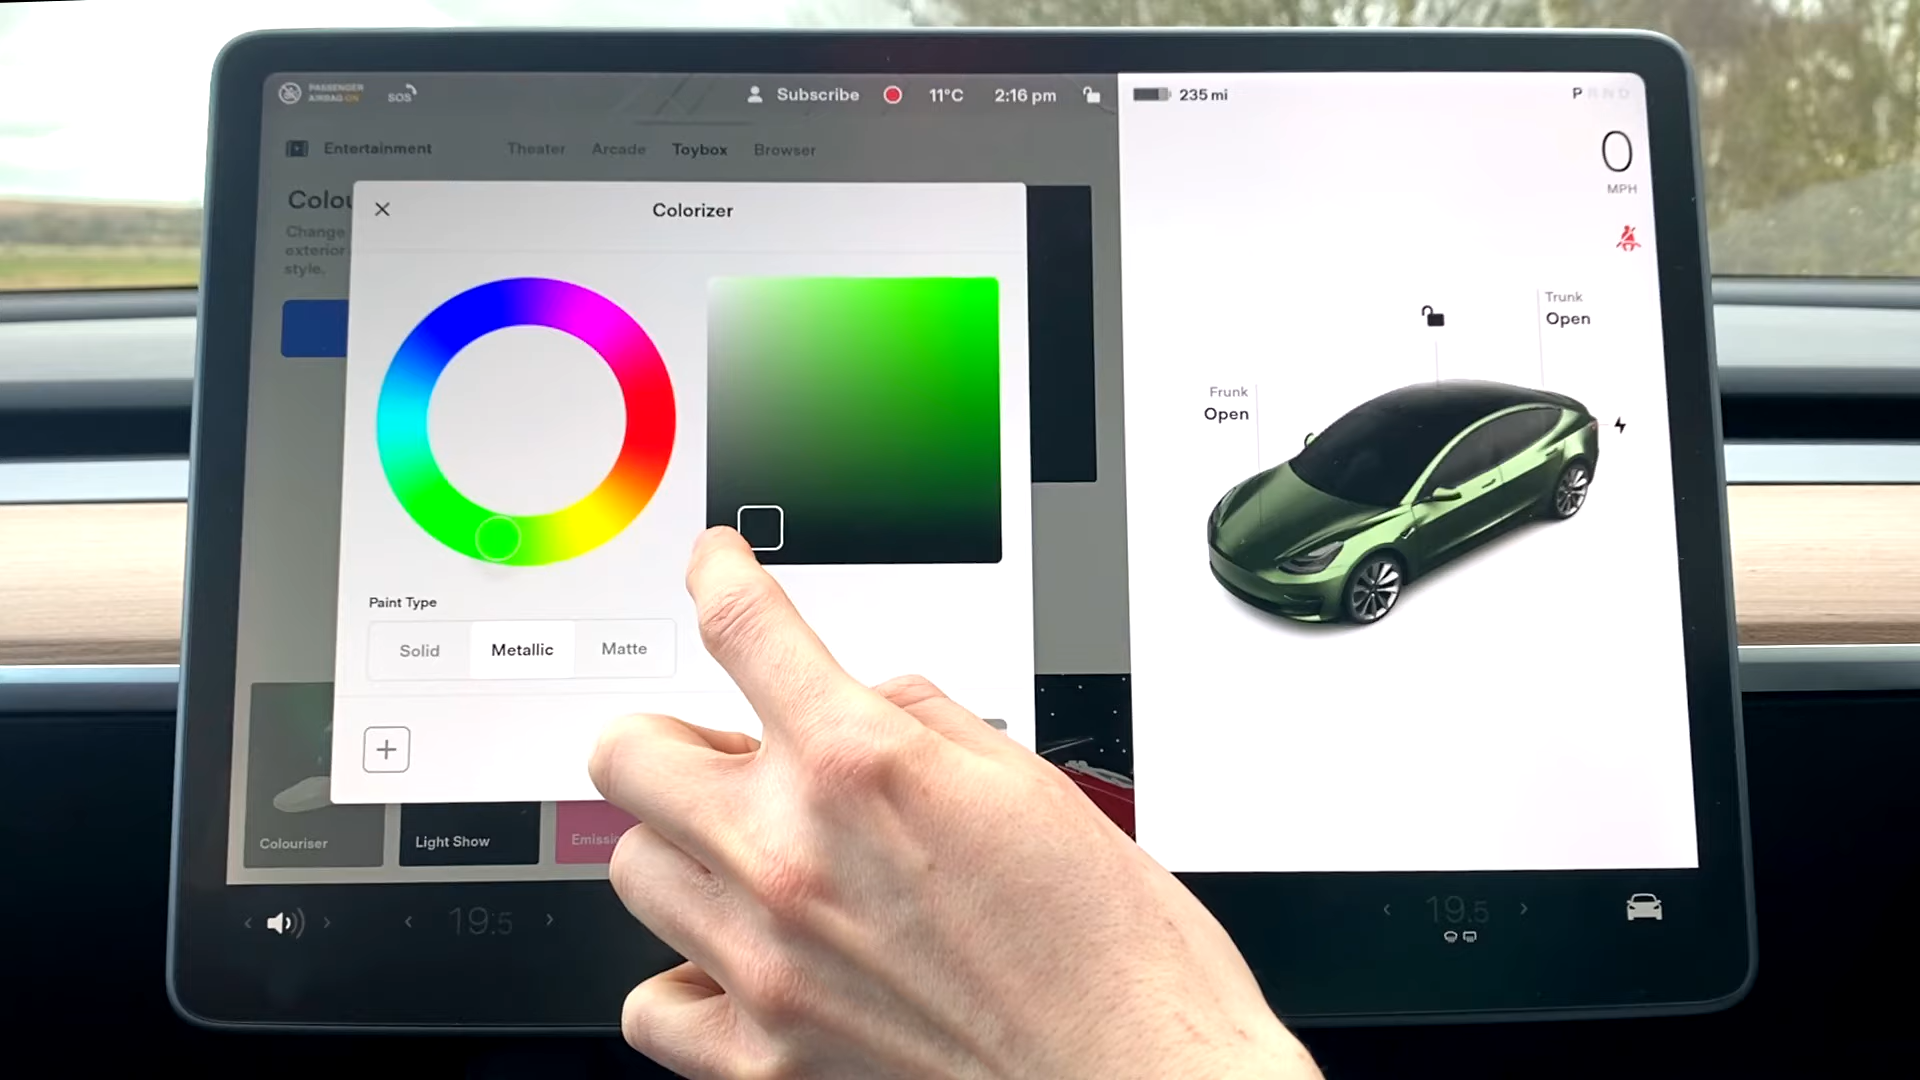 PASSENGER
AIRBAG ON
SOS
Subscribe
11°C
2:16 pm
235 mi
P R N D
Entertainment
Theater
Arcade
Toybox
Browser
0
MPH
Colou
Change
exterior
style.
Colorizer
Trunk
Open
Frunk
Open
Paint Type
Solid
Metallic
Matte
Colouriser
Light Show
Emissi
19.5
19.5